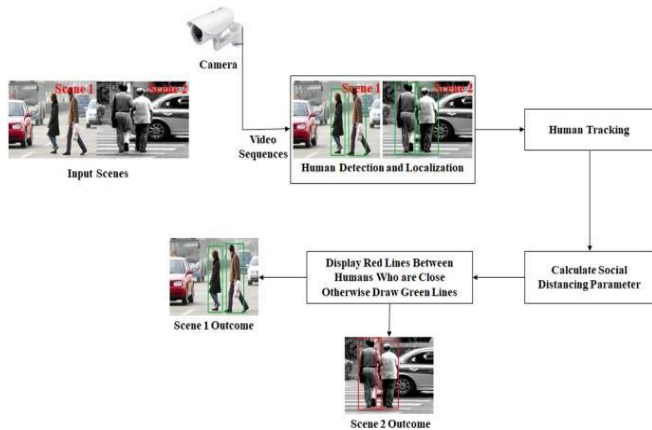 Camera
Scene 1
Scene 2
Input Scenes
Video
Sequences
Scene 1
Scene 2
Human Detection and Localization
Human Tracking
Calculate Social
Distancing Parameter
Display Red Lines Between
Humans Who are Close
Otherwise Draw Green Lines
Scene 1 Outcome
Scene 2 Outcome